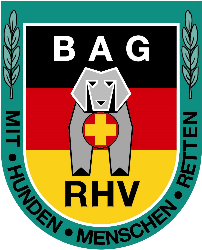 BAG
RHV
MIT • HUNDEN • MENSCHEN • RETTEN